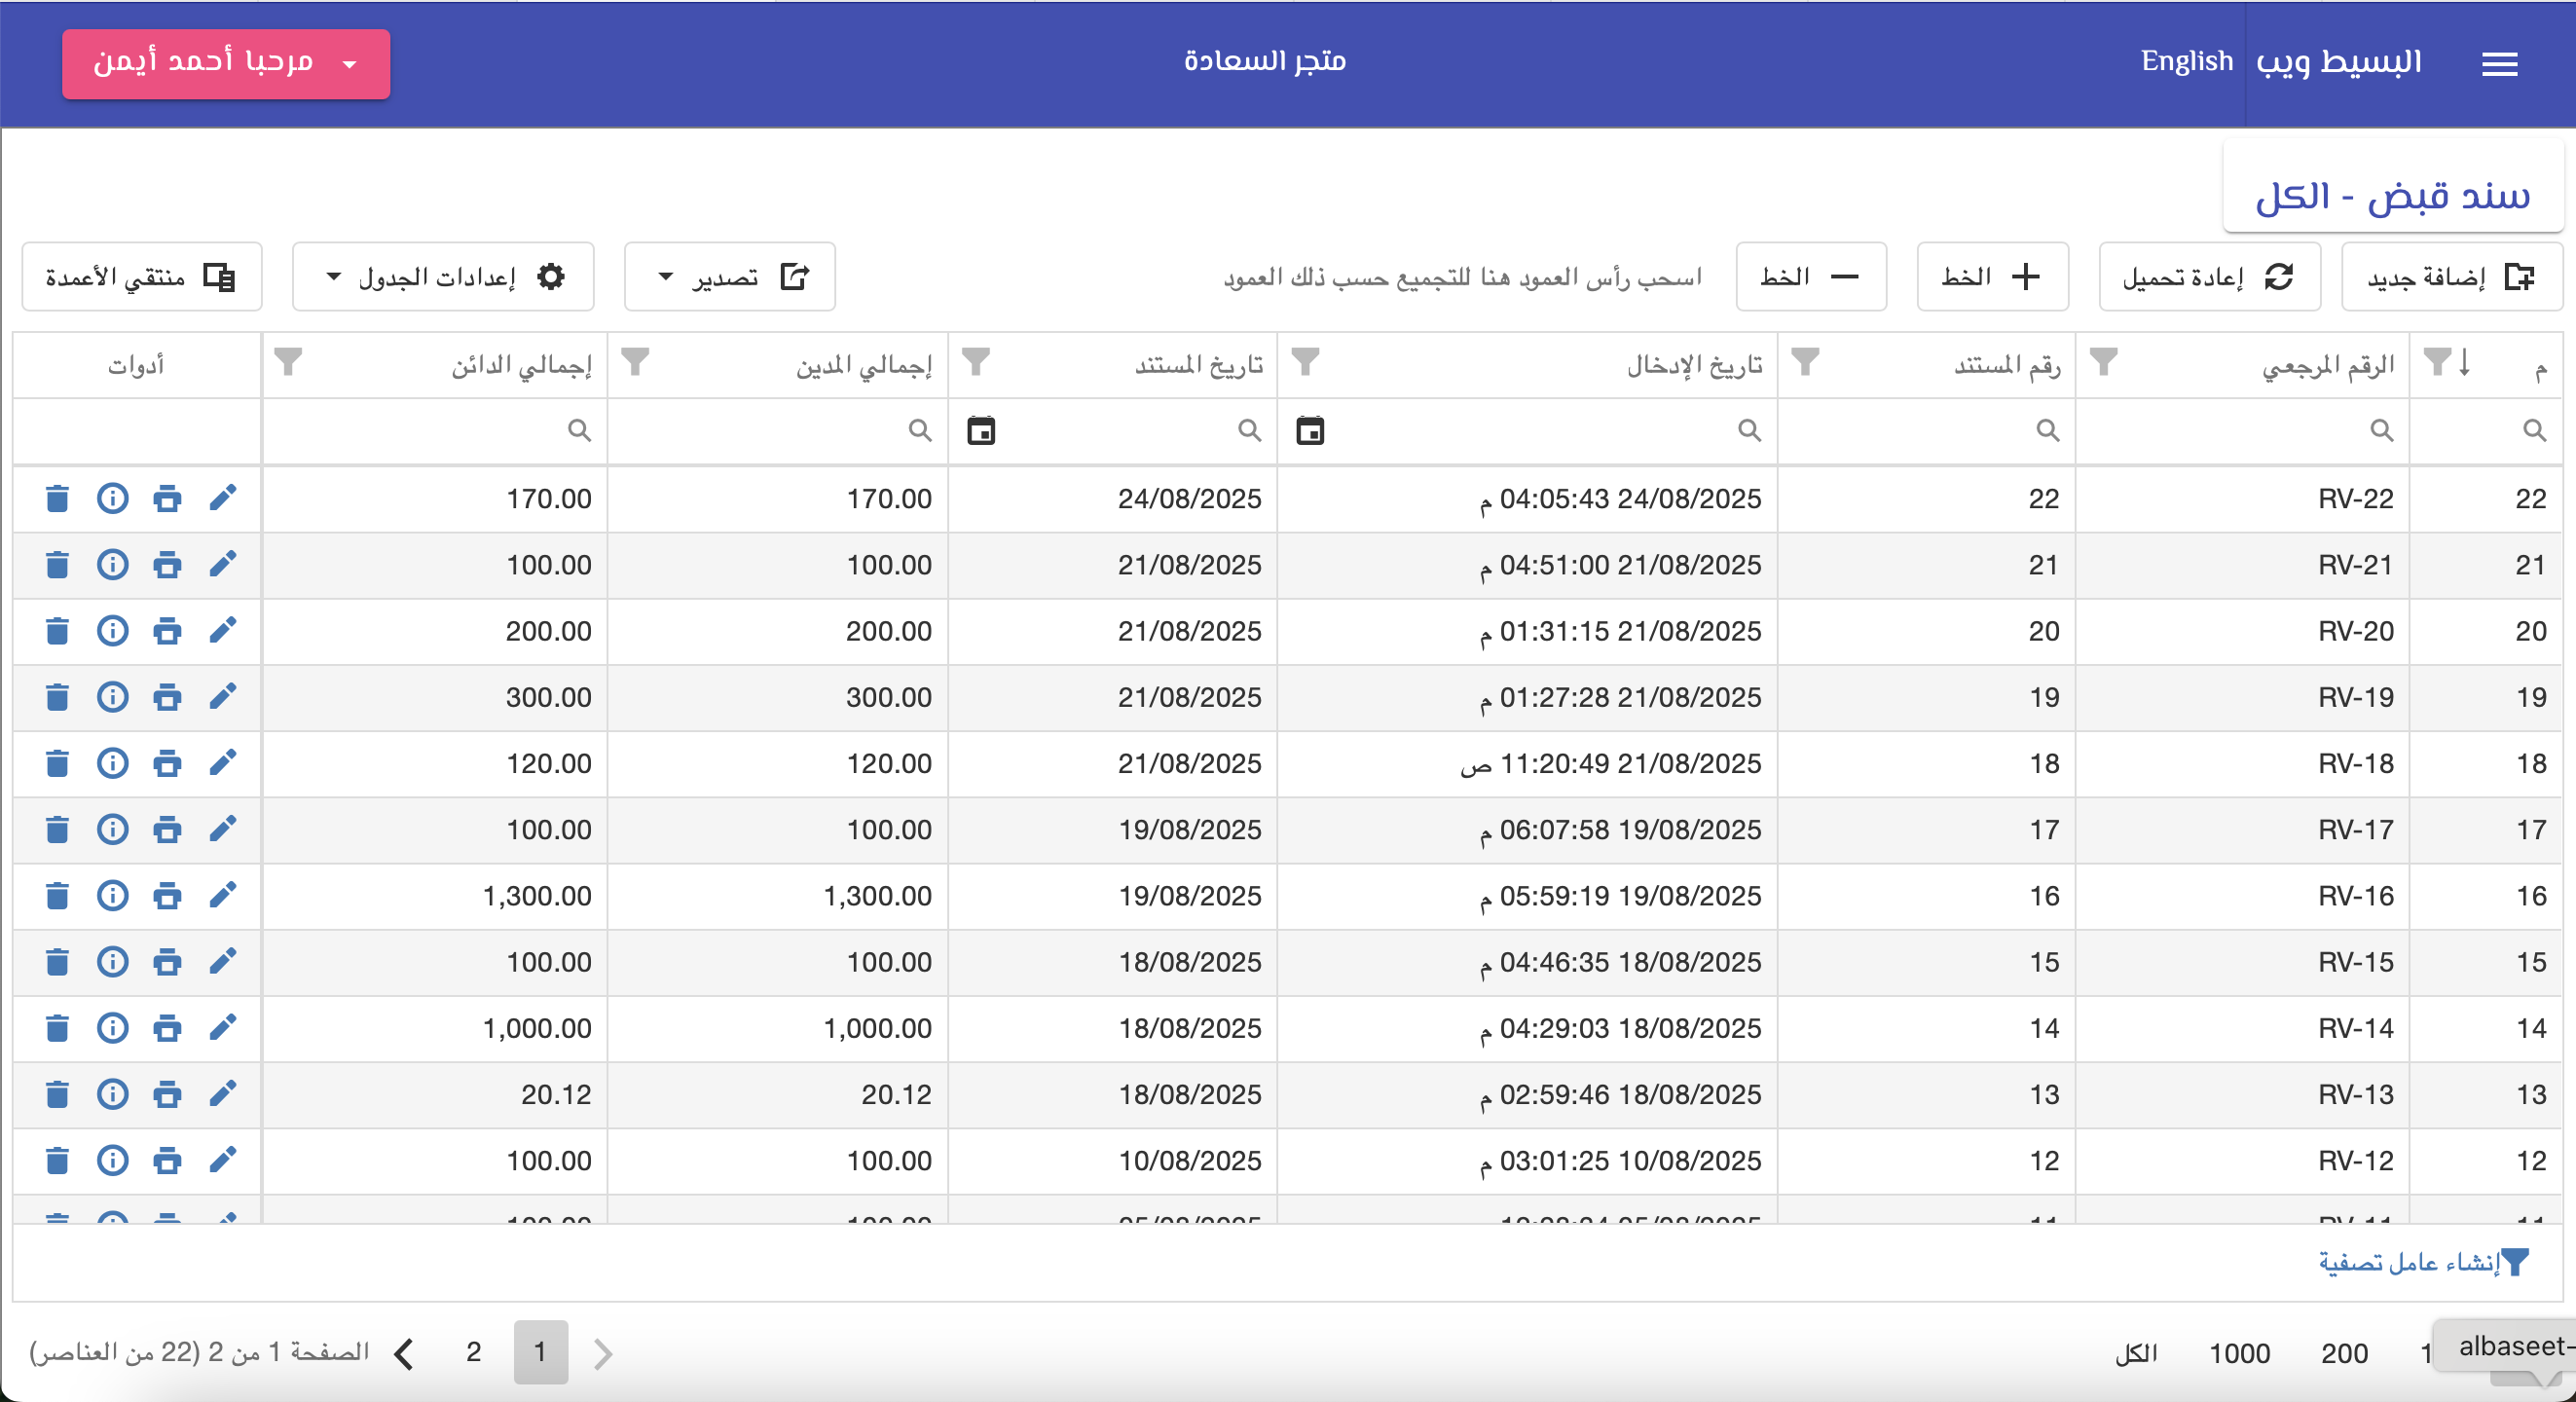 البسيط ويب English متجر السعادة مرحبا أحمد أيمن
سند قبض - الكل
إضافة جديد إعادة تحميل الخط الخط اسحب رأس العمود هنا للتجميع حسب ذلك العمود تصدير إعدادات الجدول منتقي الأعمدة
م الرقم المرجعي رقم المستند تاريخ الإدخال تاريخ المستند إجمالي المدين إجمالي الدائن أدوات
22 RV-22 22 24/08/2025 04:05:43 م 24/08/2025 170.00 170.00
21 RV-21 21 21/08/2025 04:51:00 م 21/08/2025 100.00 100.00
20 RV-20 20 21/08/2025 01:31:15 م 21/08/2025 200.00 200.00
19 RV-19 19 21/08/2025 01:27:28 م 21/08/2025 300.00 300.00
18 RV-18 18 21/08/2025 11:20:49 ص 21/08/2025 120.00 120.00
17 RV-17 17 19/08/2025 06:07:58 م 19/08/2025 100.00 100.00
16 RV-16 16 19/08/2025 05:59:19 م 19/08/2025 1,300.00 1,300.00
15 RV-15 15 18/08/2025 04:46:35 م 18/08/2025 100.00 100.00
14 RV-14 14 18/08/2025 04:29:03 م 18/08/2025 1,000.00 1,000.00
13 RV-13 13 18/08/2025 02:59:46 م 18/08/2025 20.12 20.12
12 RV-12 12 10/08/2025 03:01:25 م 10/08/2025 100.00 100.00
إنشاء عامل تصفية
albaseet- 200 1000 الكل 1 2 الصفحة 1 من 2 (22 من العناصر)